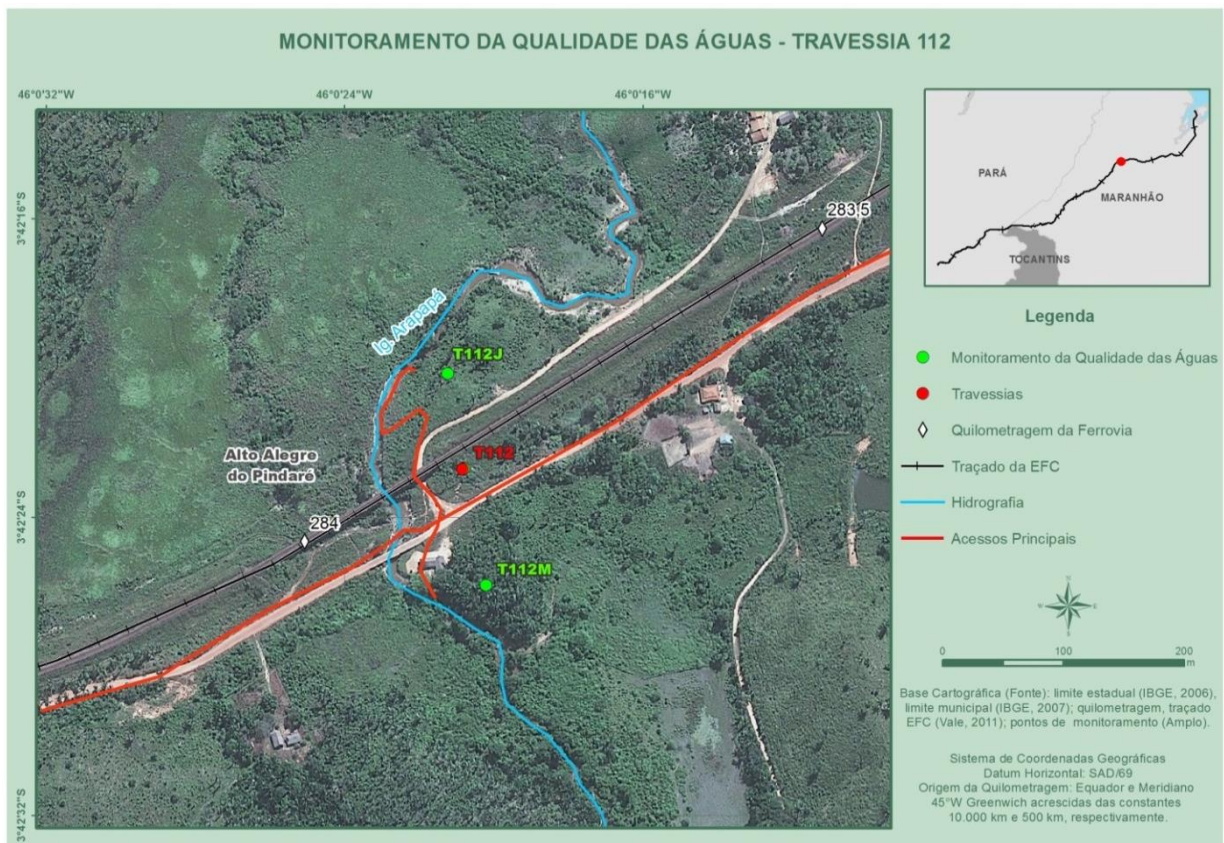 MONITORAMENTO DA QUALIDADE DAS ÁGUAS - TRAVESSIA 112
46°0'32"W
46°0'24"W
46°0'16"W
3°42'16"S
3°42'24"S
3°42'32"S
283,5
Ig. Arapapá
T112J
T112
Alto Alegre
do Pindaré
284
T112M
PARÁ
MARANHÃO
TOCANTINS
Legenda
Monitoramento da Qualidade das Águas
Travessias
Quilometragem da Ferrovia
Traçado da EFC
Hidrografia
Acessos Principais
N
W
E
S
0 100 200
m
Base Cartográfica (Fonte): limite estadual (IBGE, 2006),
limite municipal (IBGE, 2007); quilometragem, traçado
EFC (Vale, 2011); pontos de monitoramento (Amplo).
Sistema de Coordenadas Geográficas
Datum Horizontal: SAD/69
Origem da Quilometragem: Equador e Meridiano
45°W Greenwich acrescidas das constantes
10.000 km e 500 km, respectivamente.